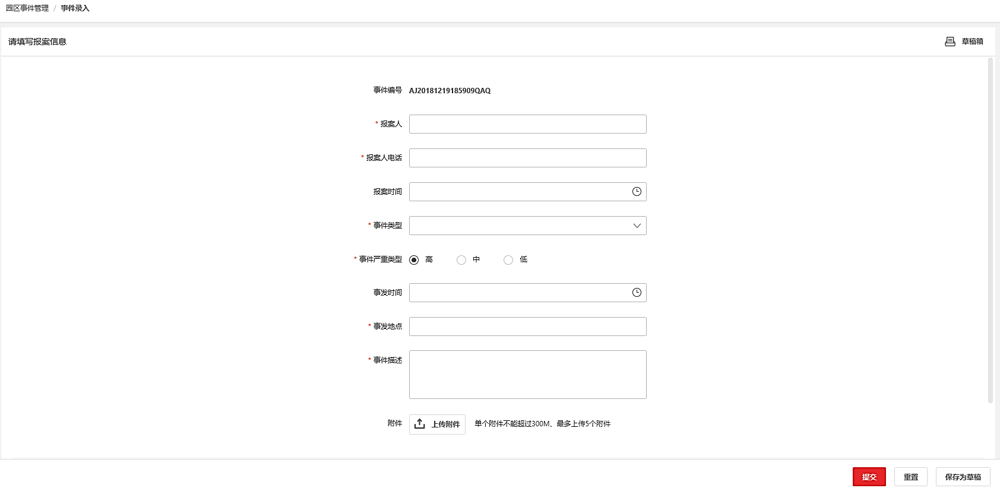 园区事件管理 / 事件录入
请填写报案信息
草稿箱
事件编号 AJ20181219185909QAQ
* 报案人
* 报案人电话
报案时间
* 事件类型
* 事件严重类型 高 中 低
事发时间
* 事发地点
* 事件描述
附件 上传附件 单个附件不能超过300M、最多上传5个附件
提交 重置 保存为草稿